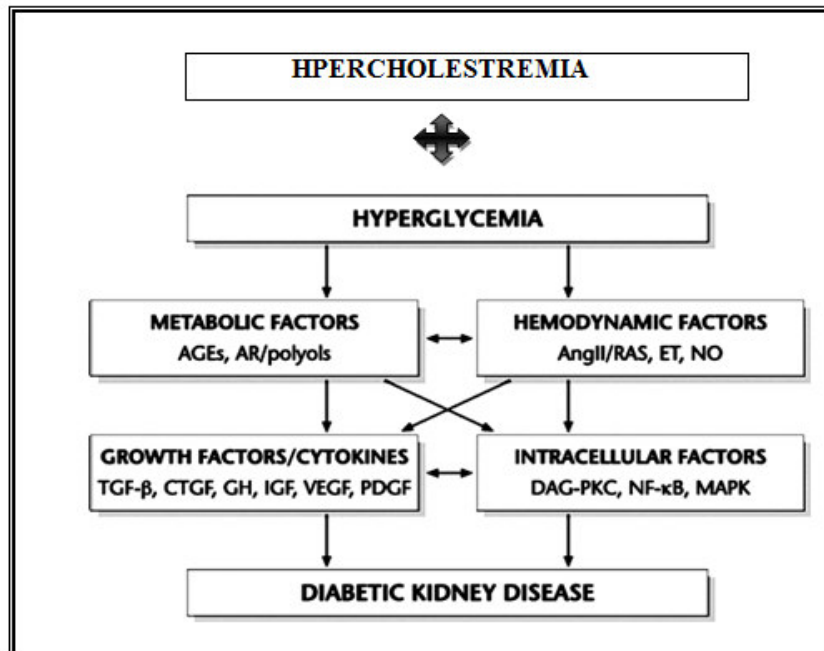 HPERCHOLESTREMIA
HYPERGLYCEMIA
METABOLIC FACTORS
AGEs, AR/polyols
HEMODYNAMIC FACTORS
AngII/RAS, ET, NO
GROWTH FACTORS/CYTOKINES
TGF-β, CTGF, GH, IGF, VEGF, PDGF
INTRACELLULAR FACTORS
DAG-PKC, NF-κB, MAPK
DIABETIC KIDNEY DISEASE